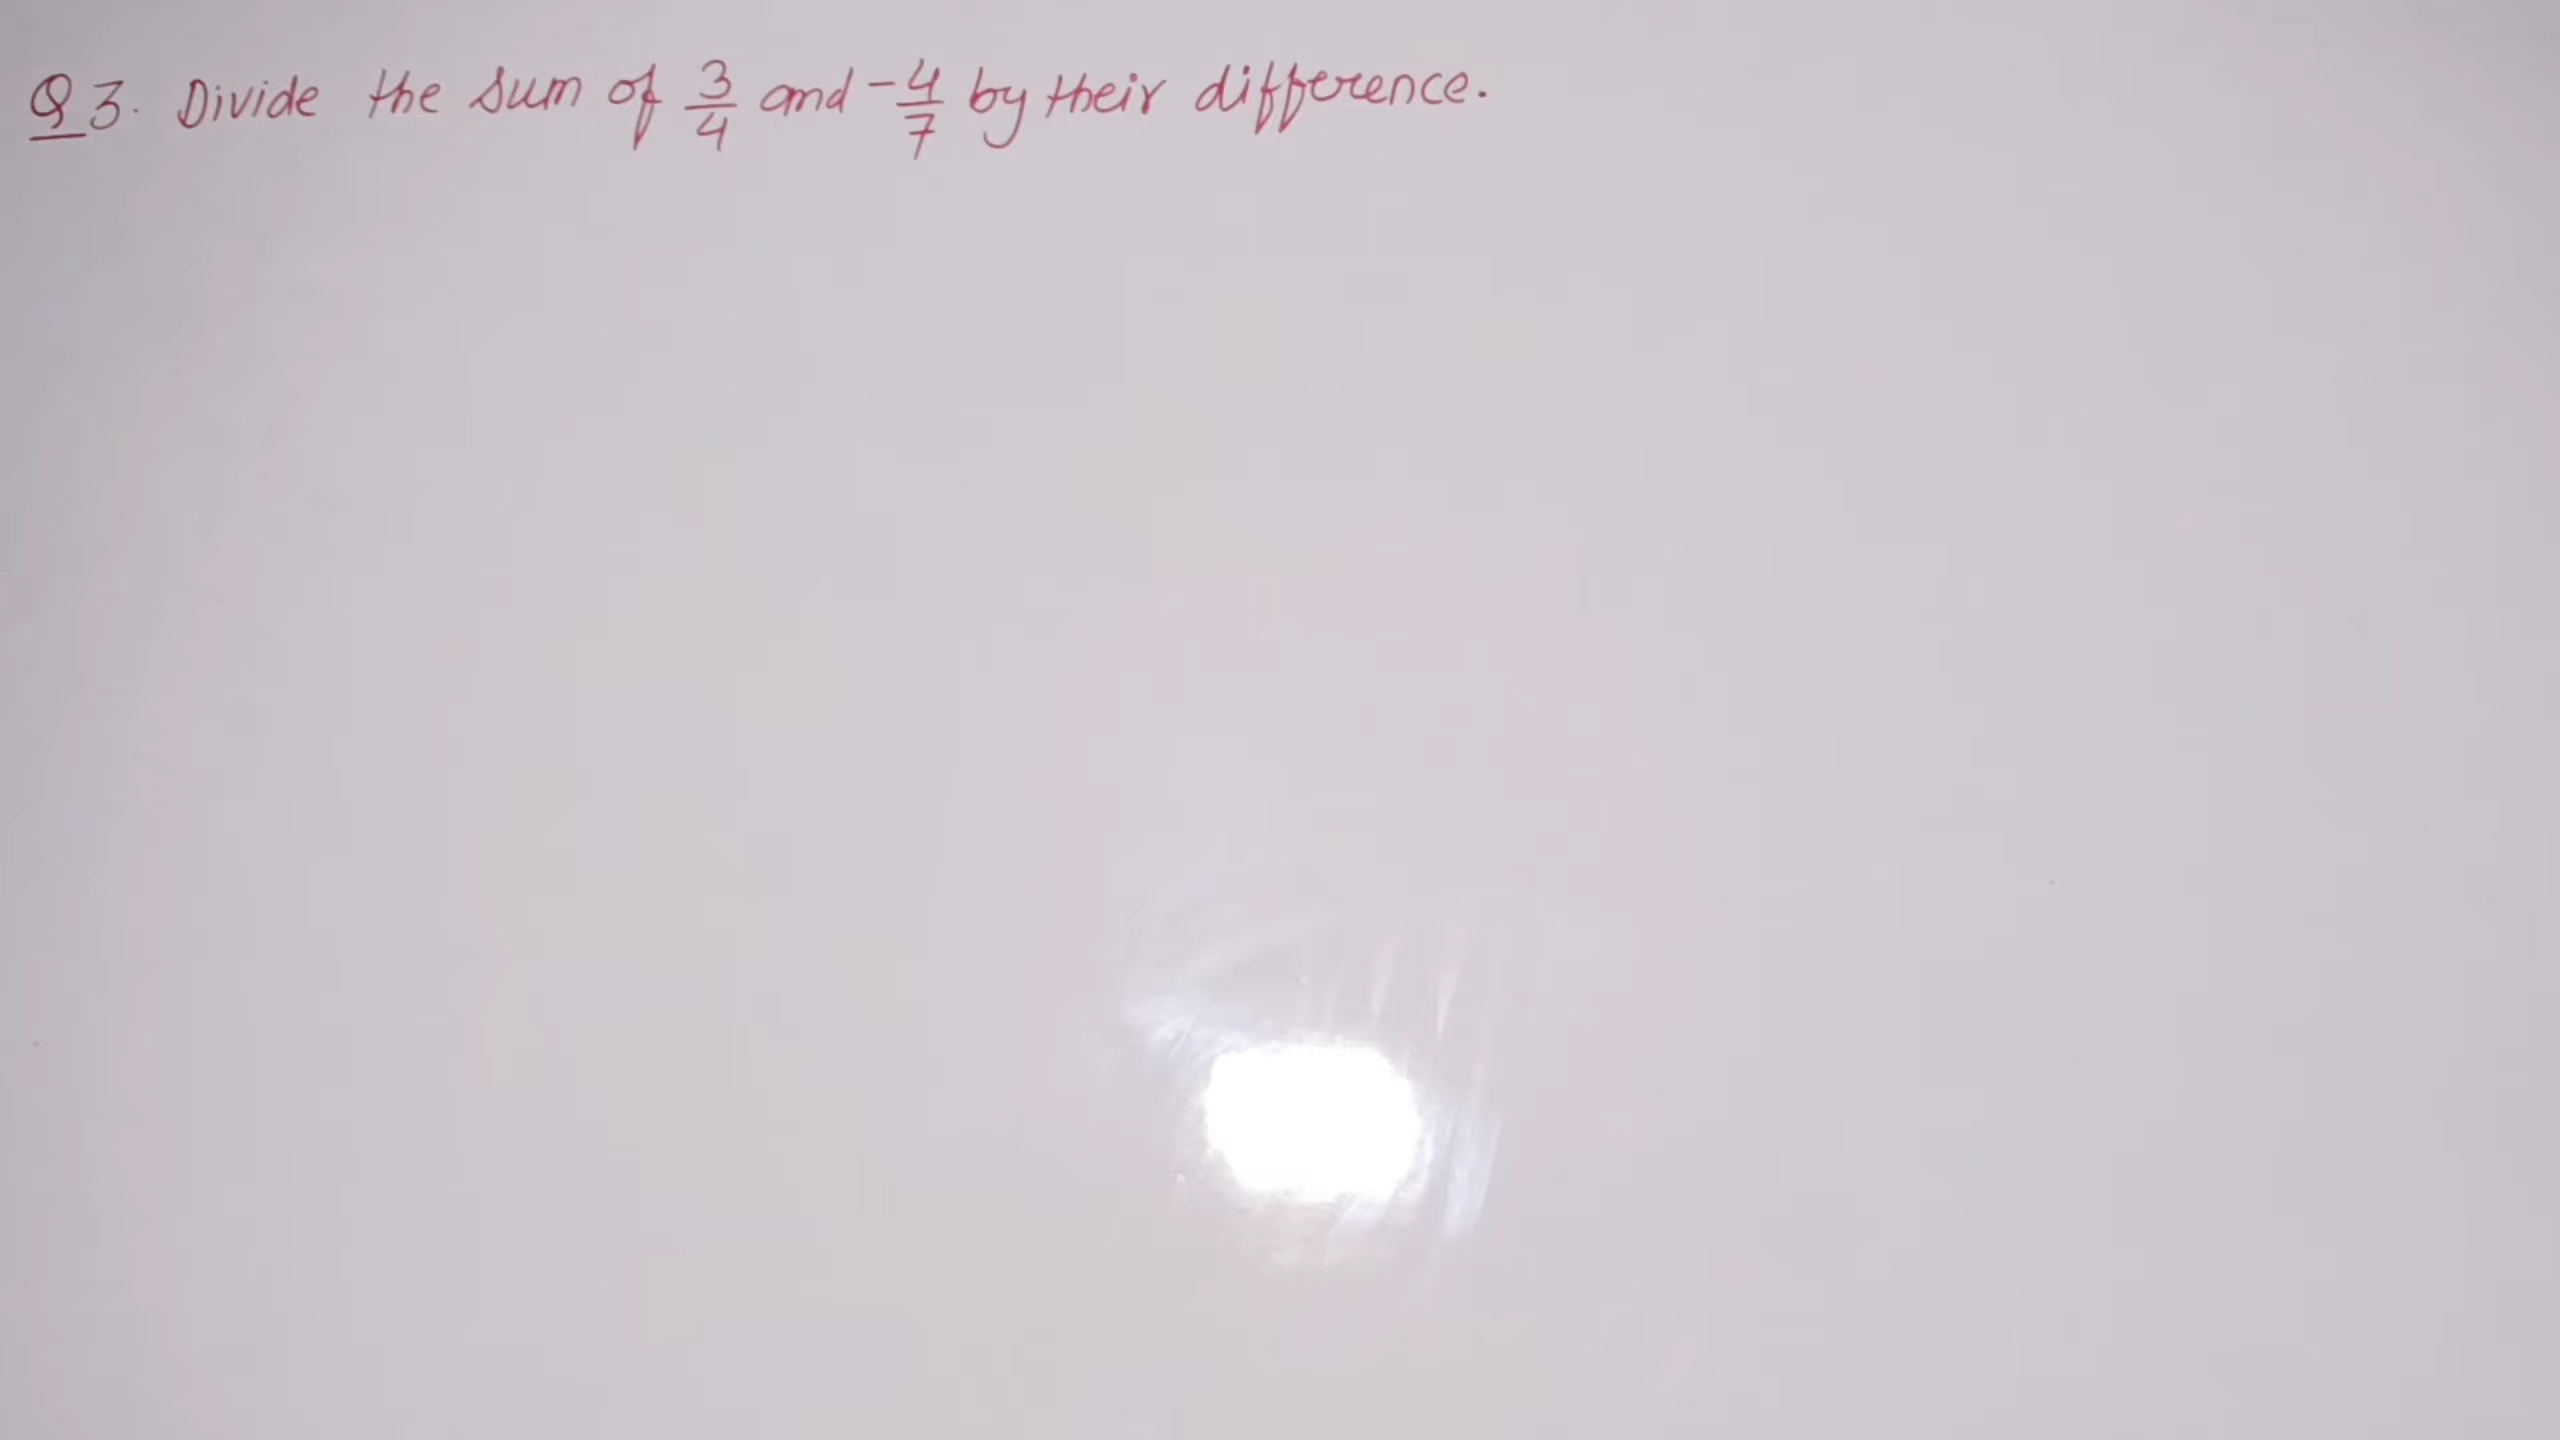 Q3. Divide the sum of 3/4 and -4/7 by their difference.